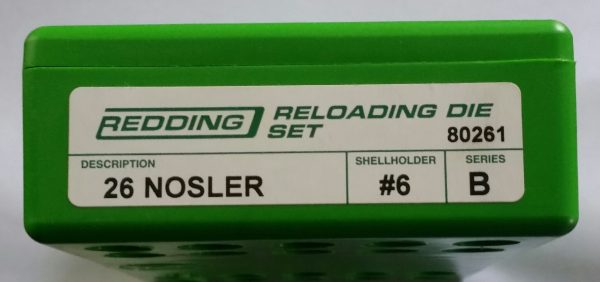 REDDING RELOADING DIE
SET 80261
DESCRIPTION SHELLHOLDER SERIES
26 NOSLER #6 B